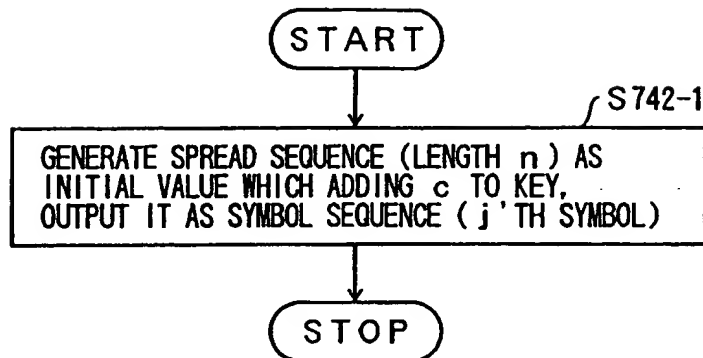 START
S742-1
GENERATE SPREAD SEQUENCE (LENGTH n) AS
INITIAL VALUE WHICH ADDING c TO KEY,
OUTPUT IT AS SYMBOL SEQUENCE (j'TH SYMBOL)
STOP